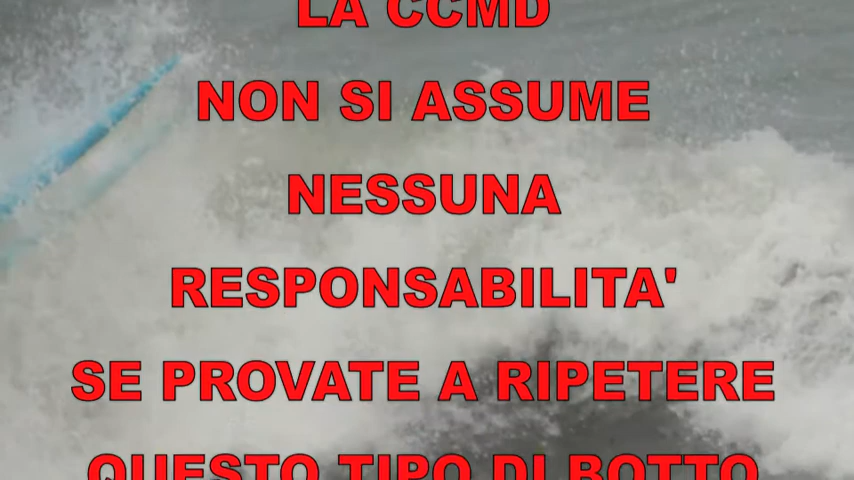 LA CCMD
NON SI ASSUME
NESSUNA
RESPONSABILITA'
SE PROVATE A RIPETERE
QUESTO TIPO DI BOTTO